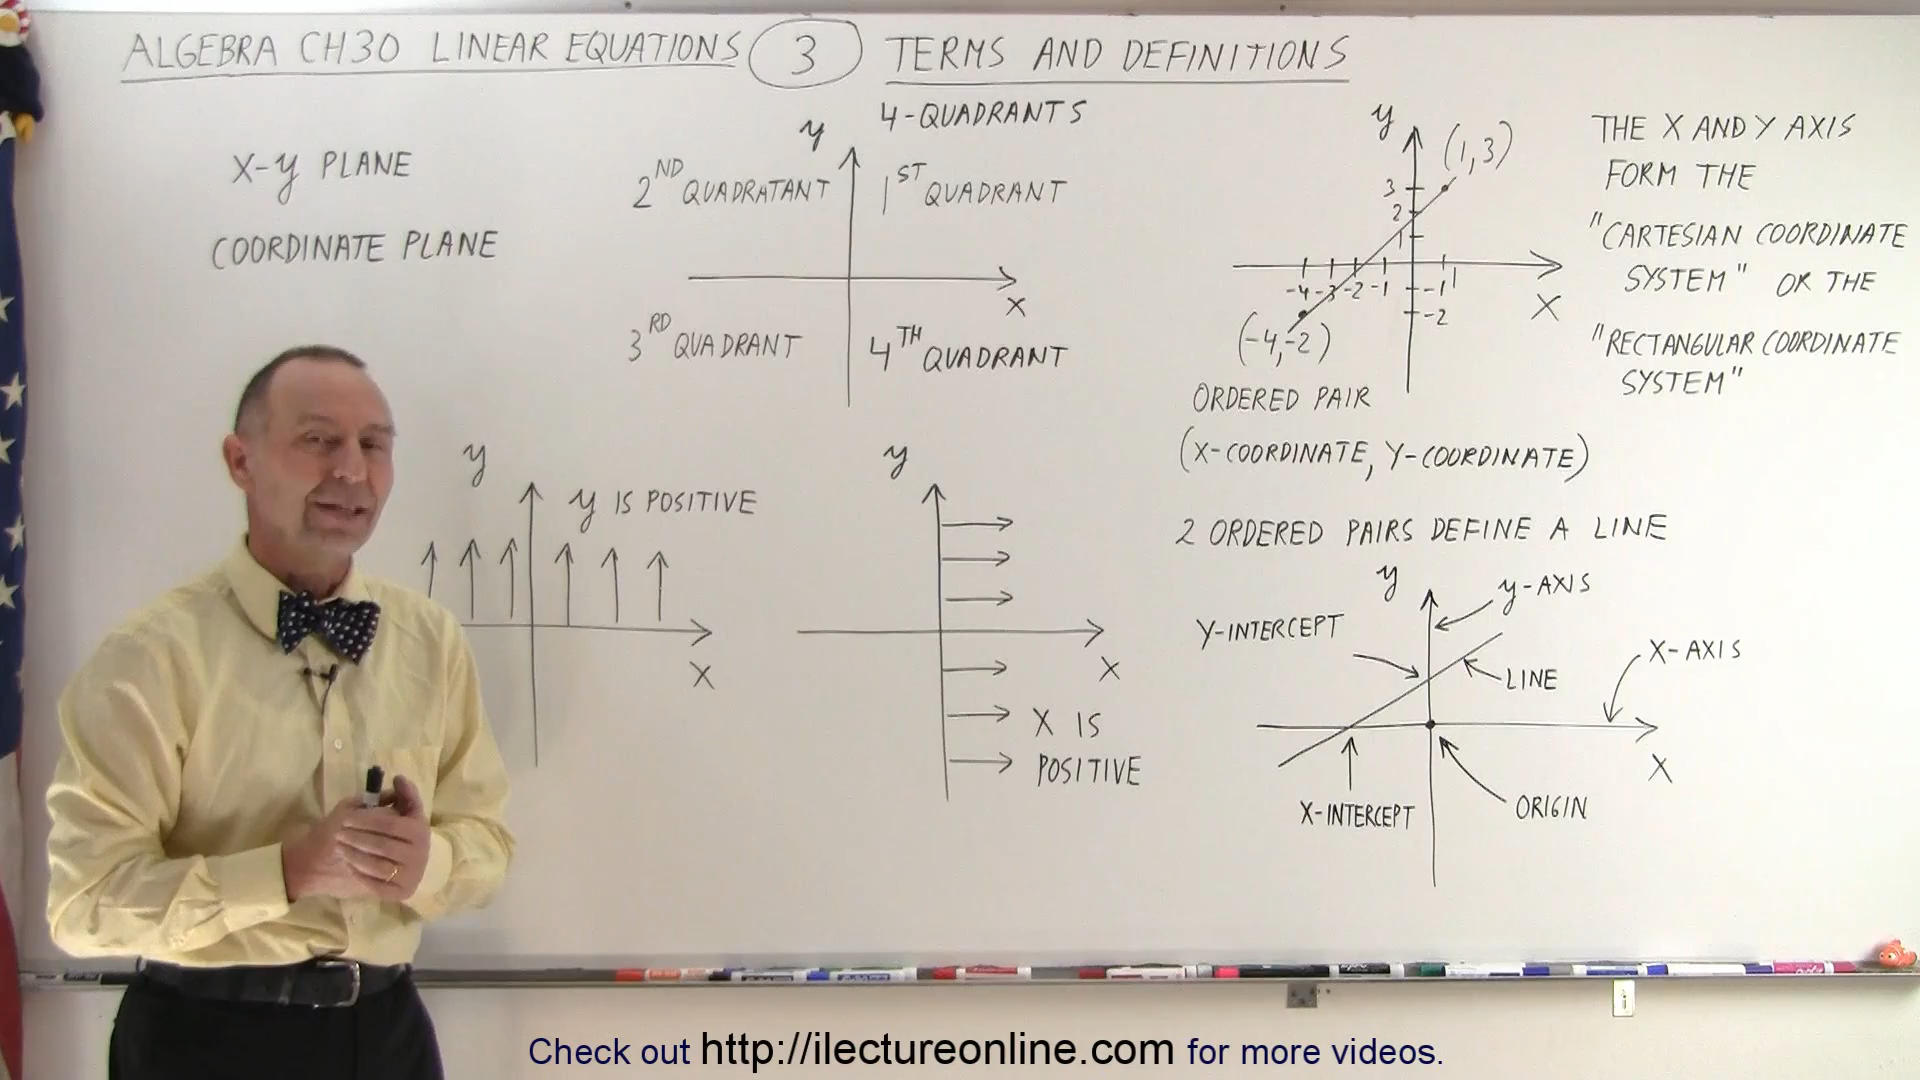 ALGEBRA CH30 LINEAR EQUATIONS 3 TERMS AND DEFINITIONS
X-y PLANE
COORDINATE PLANE
4-QUADRANTS
y
2ND QUADRATANT
1ST QUADRANT
x
3RD QUADRANT
4TH QUADRANT
y
(1,3)
3
2
1
-4 -3 -2 -1
1
-1
-2
X
(-4,-2)
THE X AND Y AXIS
FORM THE
"CARTESIAN COORDINATE
SYSTEM" OR THE
"RECTANGULAR COORDINATE
SYSTEM"
ORDERED PAIR
(X-COORDINATE, Y-COORDINATE)
2 ORDERED PAIRS DEFINE A LINE
y
y IS POSITIVE
X
y
X
X IS
POSITIVE
y
y-AXIS
Y-INTERCEPT
X-AXIS
LINE
X
X-INTERCEPT
ORIGIN
Check out http://ilectureonline.com for more videos.